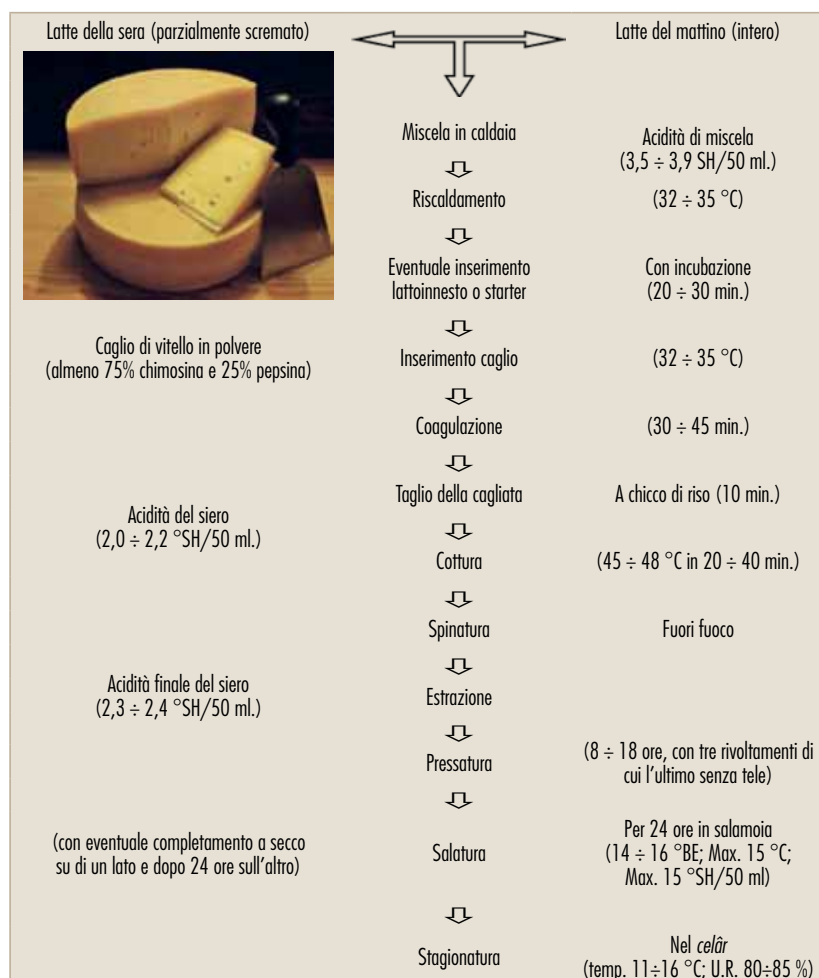 Latte della sera (parzialmente scremato)
Latte del mattino (intero)
Miscela in caldaia
Acidità di miscela
(3,5 ÷ 3,9 SH/50 ml.)
Riscaldamento
(32 ÷ 35 °C)
Eventuale inserimento
lattoinnesto o starter
Con incubazione
(20 ÷ 30 min.)
Caglio di vitello in polvere
(almeno 75% chimosina e 25% pepsina)
Inserimento caglio
(32 ÷ 35 °C)
Coagulazione
(30 ÷ 45 min.)
Taglio della cagliata
A chicco di riso (10 min.)
Acidità del siero
(2,0 ÷ 2,2 °SH/50 ml.)
Cottura
(45 ÷ 48 °C in 20 ÷ 40 min.)
Spinatura
Fuori fuoco
Acidità finale del siero
(2,3 ÷ 2,4 °SH/50 ml.)
Estrazione
Pressatura
(8 ÷ 18 ore, con tre rivoltamenti di
cui l'ultimo senza tele)
(con eventuale completamento a secco
su di un lato e dopo 24 ore sull'altro)
Salatura
Per 24 ore in salamoia
(14 ÷ 16 °BE; Max. 15 °C;
Max. 15 °SH/50 ml)
Stagionatura
Nel celâr
(temp. 11÷16 °C; U.R. 80÷85 %)